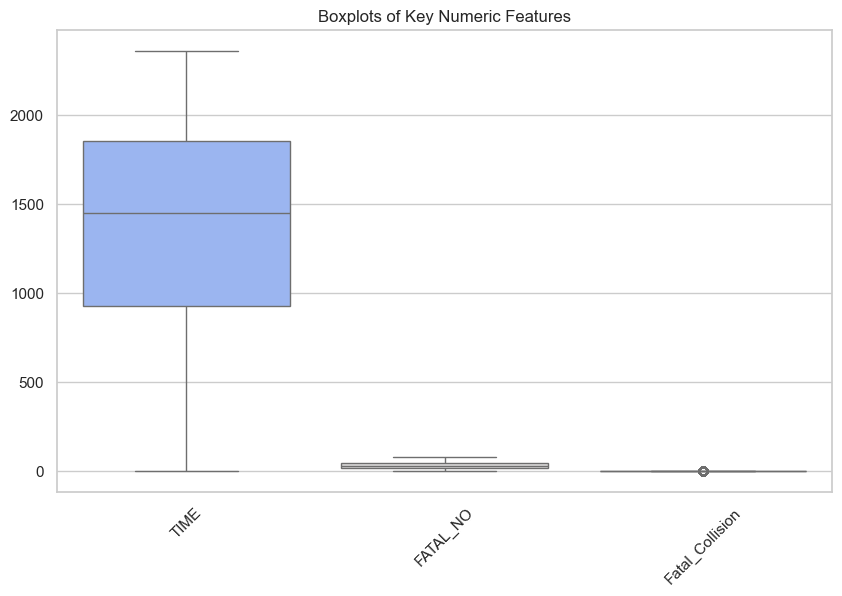 Boxplots of Key Numeric Features
2000
1500
1000
500
0
TIME
FATAL_NO
Fatal_Collision